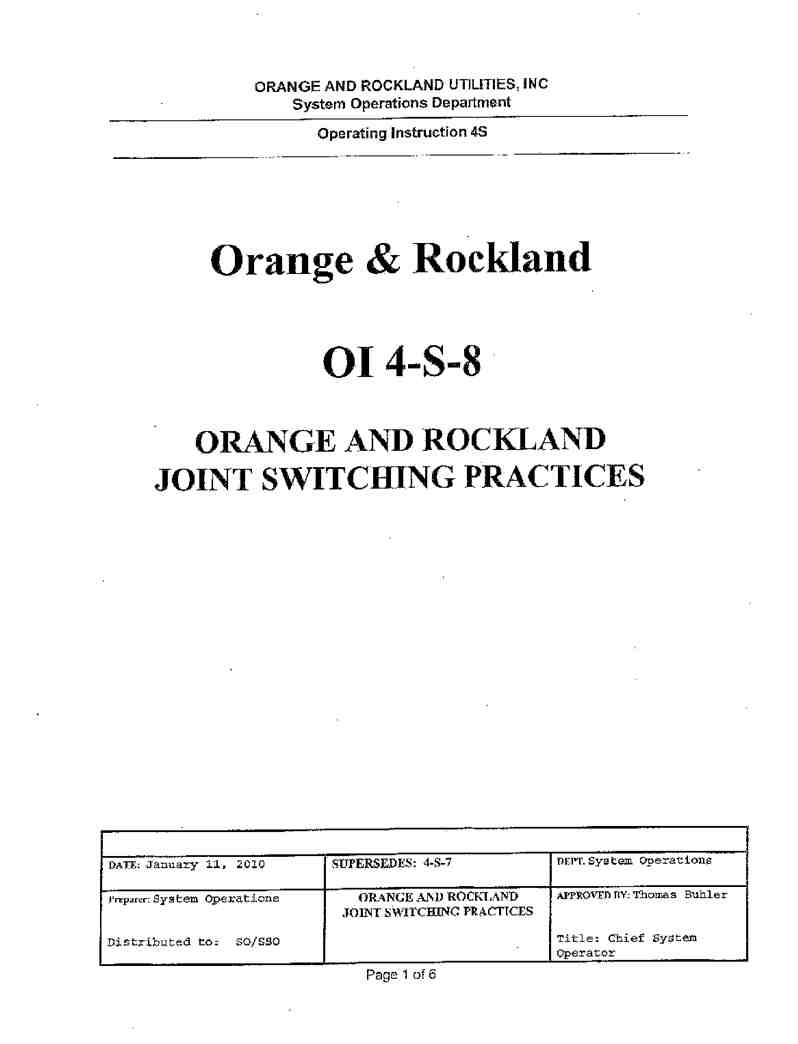 ORANGE AND ROCKLAND UTILITIES, INC
System Operations Department
Operating Instruction 4S
Orange & Rockland
OI 4-S-8
ORANGE AND ROCKLAND
JOINT SWITCHING PRACTICES
DATE: January 11, 2010
SUPERSEDES: 4-S-7
DEPT. System Operations
Preparer: System Operations
Distributed to: SO/SSO
ORANGE AND ROCKLAND
JOINT SWITCHING PRACTICES
APPROVED BY: Thomas Buhler
Title: Chief System
Operator
Page 1 of 6